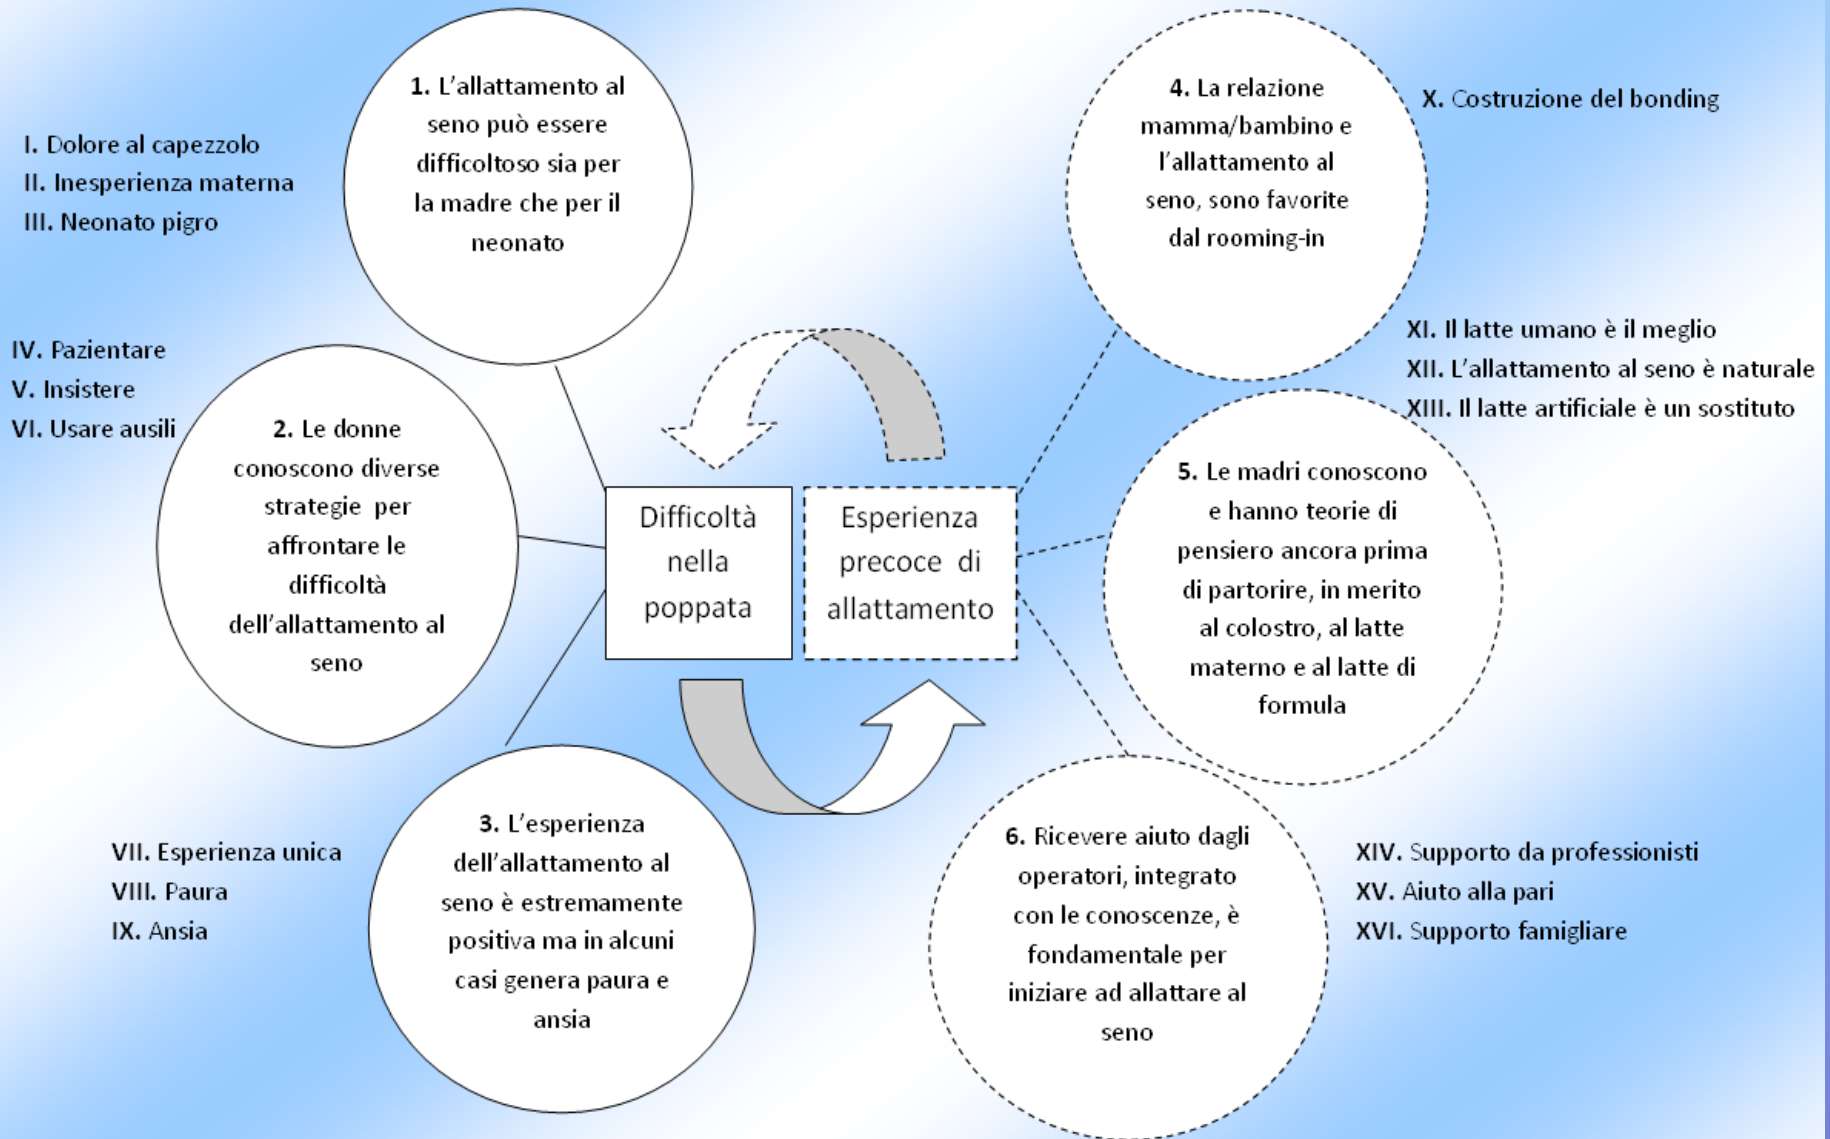 1. L'allattamento al
seno può essere
difficoltoso sia per
la madre che per il
neonato
I. Dolore al capezzolo
II. Inesperienza materna
III. Neonato pigro
IV. Pazientare
V. Insistere
VI. Usare ausili
2. Le donne
conoscono diverse
strategie per
affrontare le
difficoltà
dell'allattamento al
seno
3. L'esperienza
dell'allattamento al
seno è estremamente
positiva ma in alcuni
casi genera paura e
ansia
VII. Esperienza unica
VIII. Paura
IX. Ansia
Difficoltà
nella
poppata
Esperienza
precoce di
allattamento
4. La relazione
mamma/bambino e
l'allattamento al
seno, sono favorite
dal rooming-in
X. Costruzione del bonding
XI. Il latte umano è il meglio
XII. L'allattamento al seno è naturale
XIII. Il latte artificiale è un sostituto
5. Le madri conoscono
e hanno teorie di
pensiero ancora prima
di partorire, in merito
al colostro, al latte
materno e al latte di
formula
6. Ricevere aiuto dagli
operatori, integrato
con le conoscenze, è
fondamentale per
iniziare ad allattare al
seno
XIV. Supporto da professionisti
XV. Aiuto alla pari
XVI. Supporto famigliare